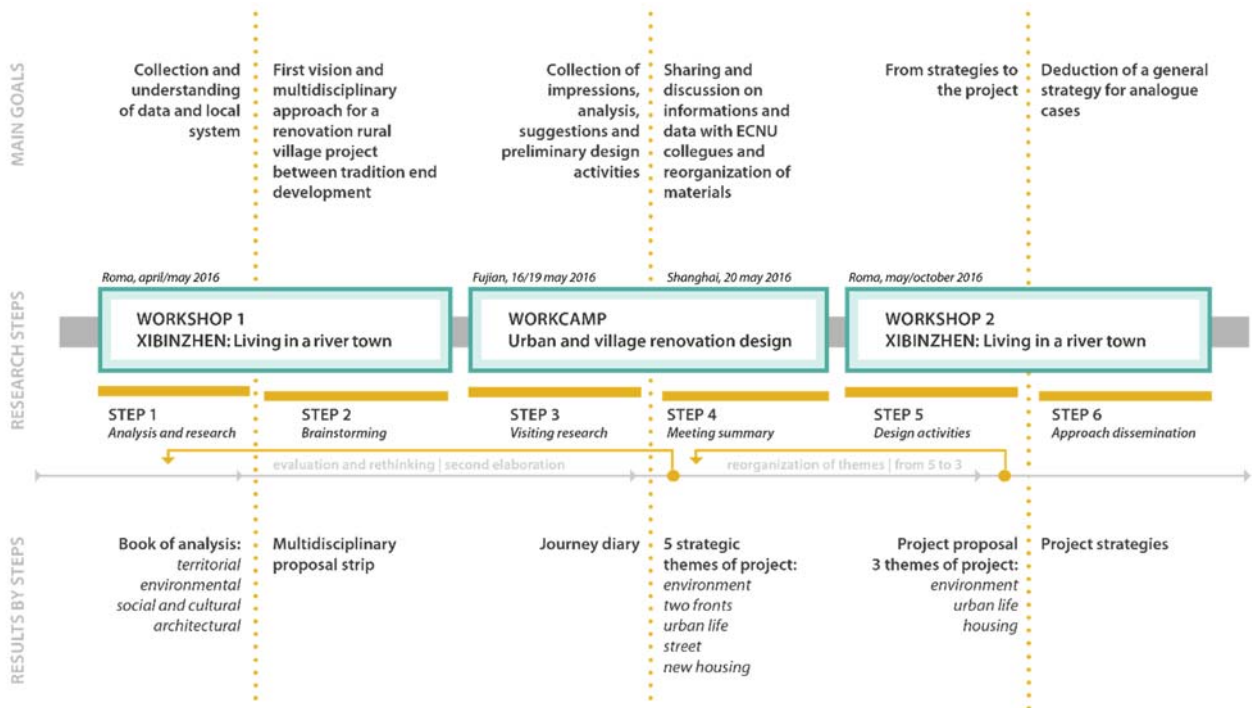 MAIN GOALS
Collection and
understanding
of data and local
system
First vision and
multidisciplinary
approach for a
renovation rural
village project
between tradition end
development
Collection of
impressions,
analysis,
suggestions and
preliminary design
activities
Sharing and
discussion on
informations and
data with ECNU
collegues and
reorganization of
materials
From strategies to
the project
Deduction of a general
strategy for analogue
cases
RESEARCH STEPS
Roma, april/may 2016
WORKSHOP 1
XIBINZHEN: Living in a river town
Fujian, 16/19 may 2016
Shanghai, 20 may 2016
WORKCAMP
Urban and village renovation design
Roma, may/october 2016
WORKSHOP 2
XIBINZHEN: Living in a river town
STEP 1
Analysis and research
STEP 2
Brainstorming
STEP 3
Visiting research
STEP 4
Meeting summary
STEP 5
Design activities
STEP 6
Approach dissemination
evaluation and rethinking | second elaboration
reorganization of themes | from 5 to 3
RESULTS BY STEPS
Book of analysis:
territorial
environmental
social and cultural
architectural
Multidisciplinary
proposal strip
Journey diary
5 strategic
themes of project:
environment
two fronts
urban life
street
new housing
Project proposal
3 themes of project:
environment
urban life
housing
Project strategies